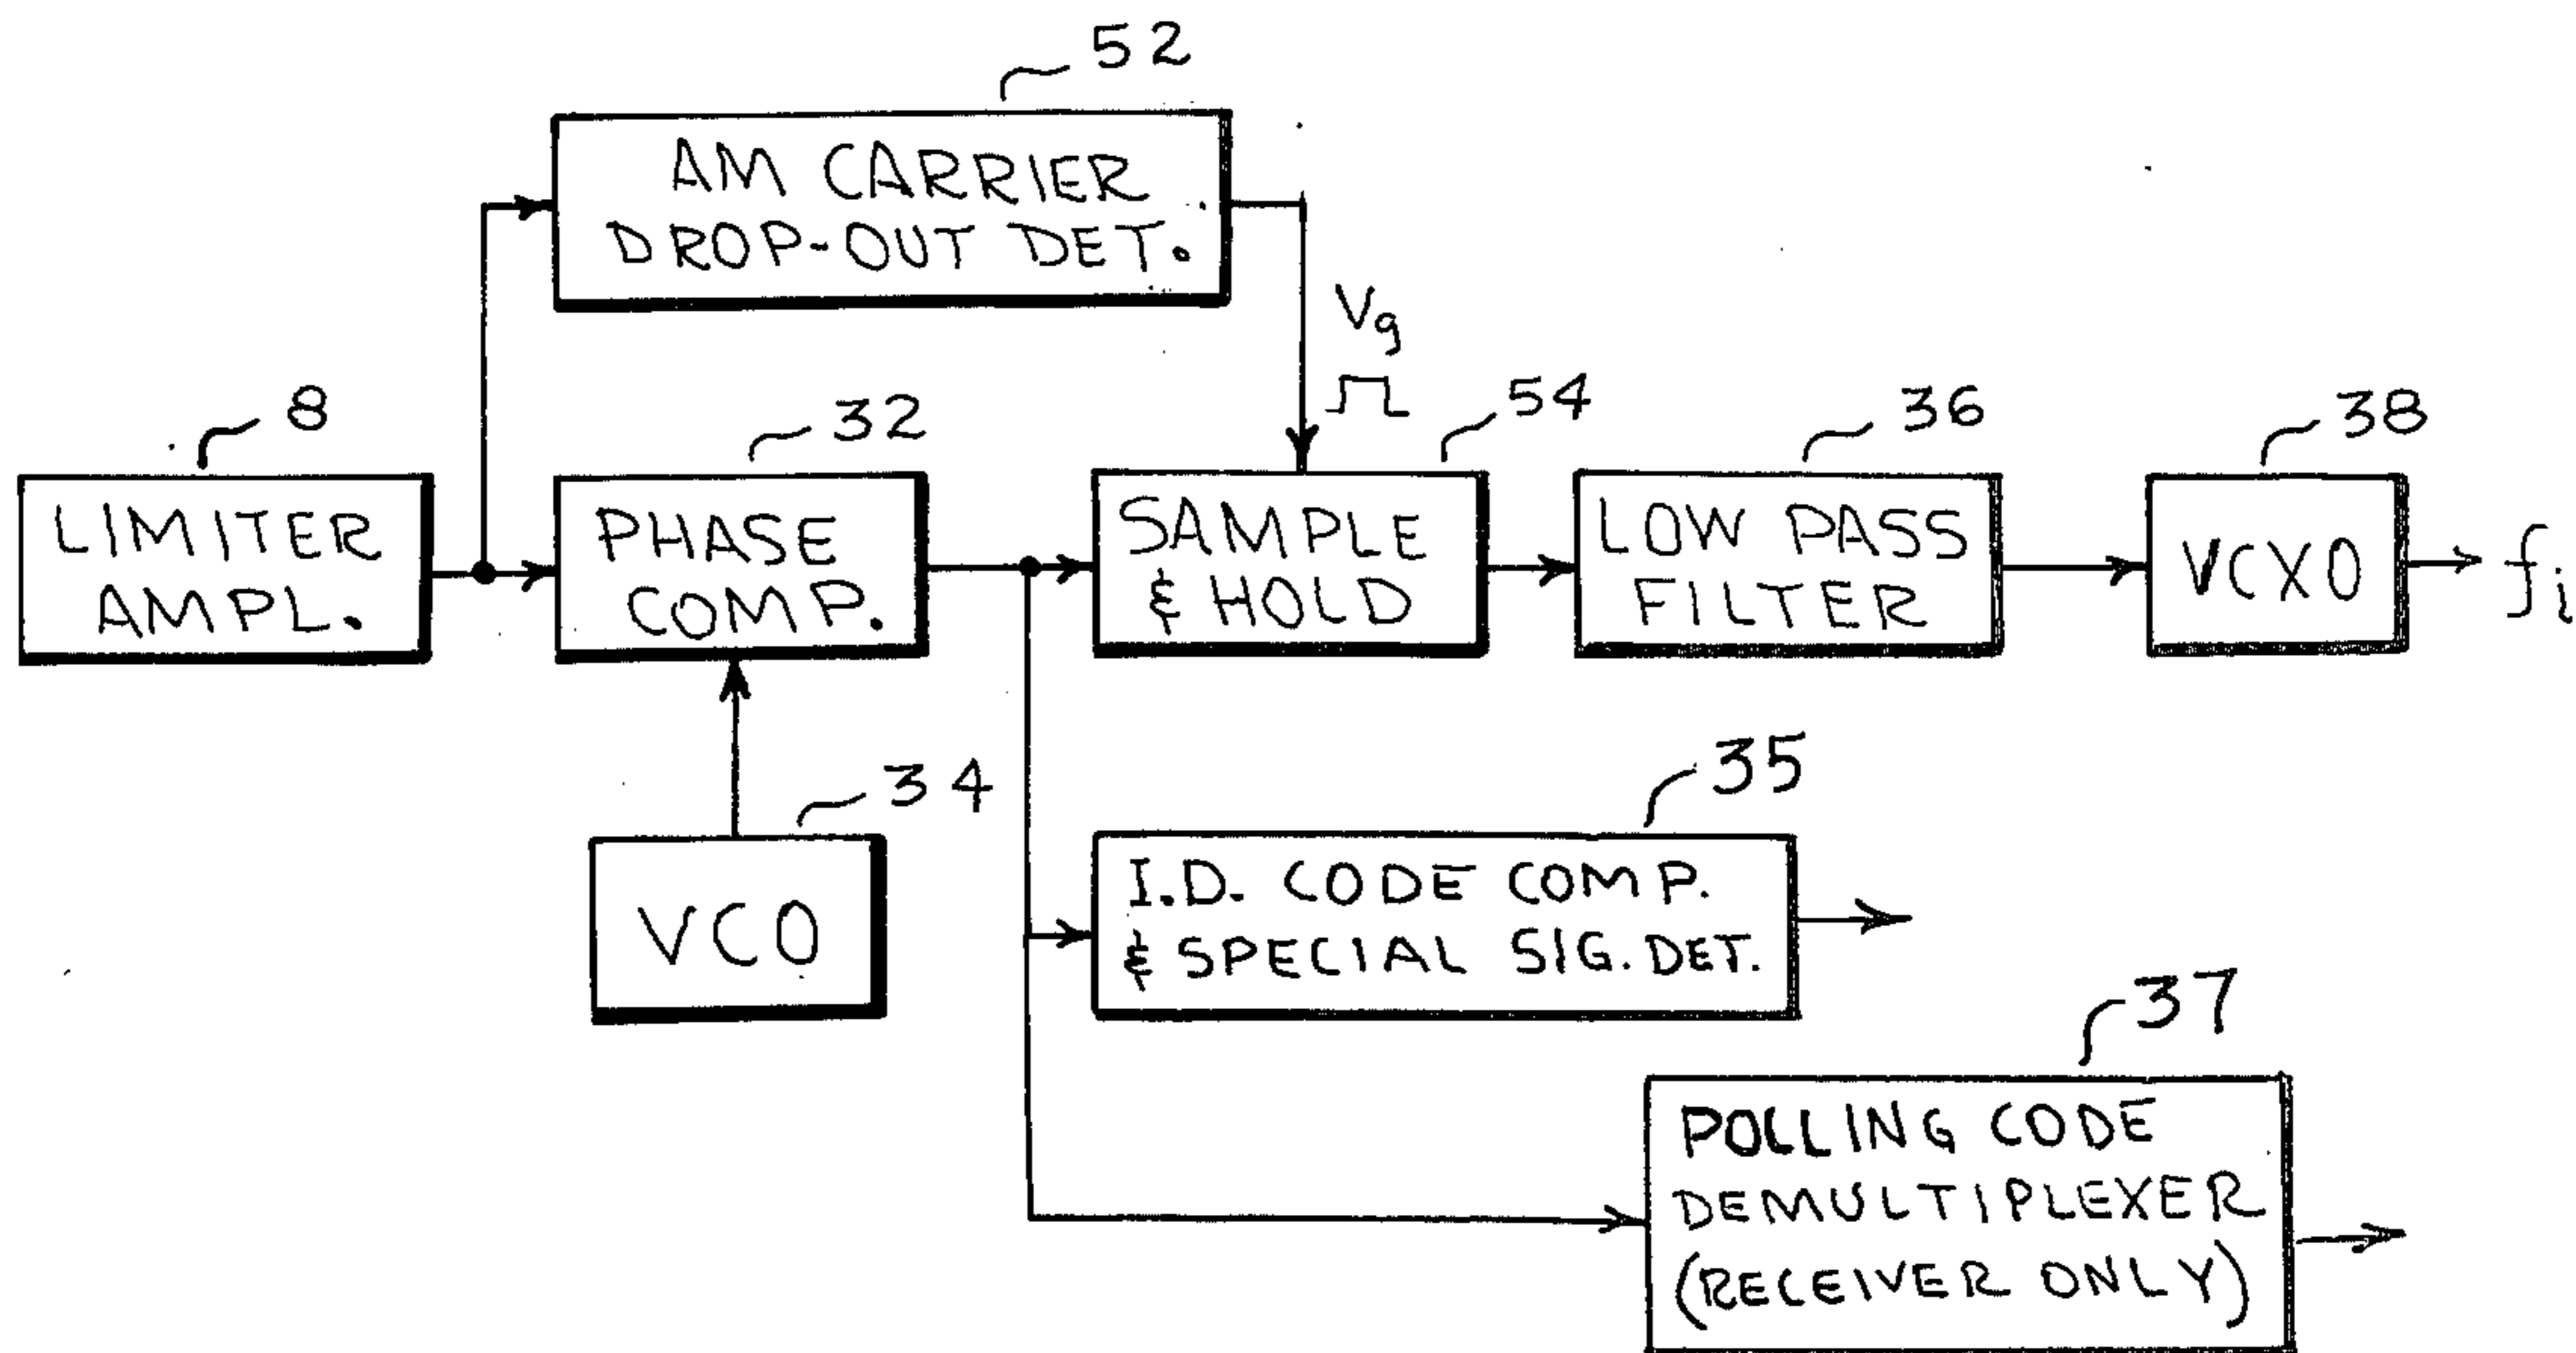 52
AM CARRIER
DROP-OUT DET.
Vg
8
32
54
36
38
LIMITER
AMPL.
PHASE
COMP.
SAMPLE
& HOLD
LOW PASS
FILTER
VCXO
fi
34
VCO
35
I.D. CODE COMP.
& SPECIAL SIG. DET.
37
POLLING CODE
DEMULTIPLEXER
(RECEIVER ONLY)